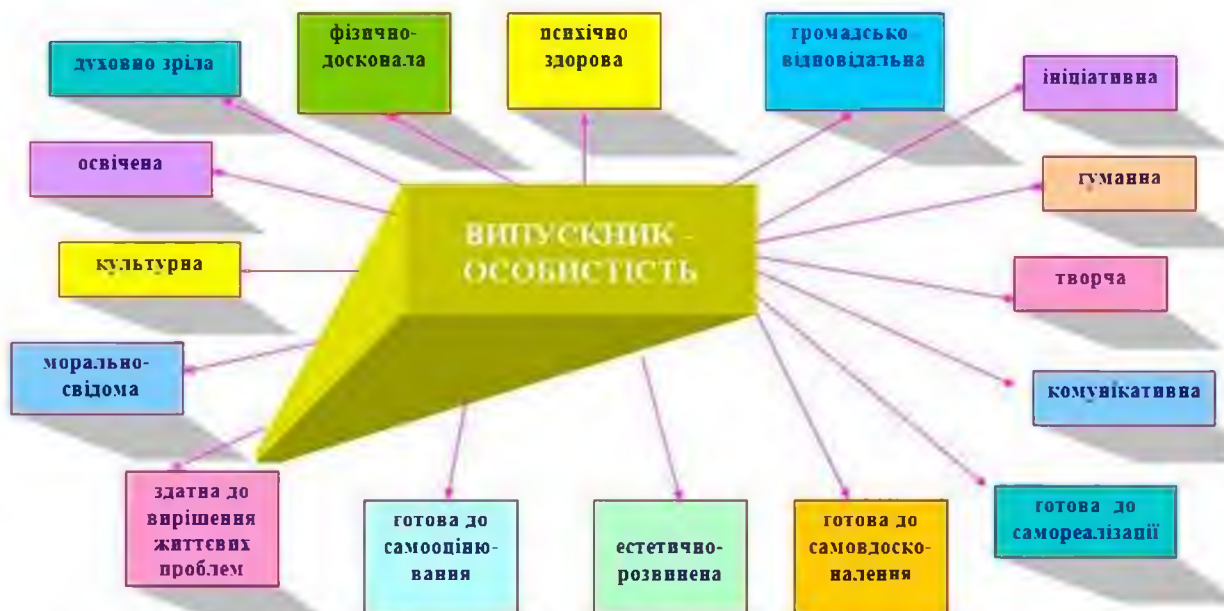 духовно зріла
фізично-
досконала
психічно
здорова
громадсько-
відповідальна
ініціативна
освічена
гуманна
ВИПУСКНИК -
ОСОБИСТІСТЬ
культурна
творча
морально-
свідома
комунікативна
здатна до
вирішення
життєвих
проблем
готова до
самооціню-
вання
естетично-
розвинена
готова до
самовдоско-
налення
готова до
самореалізації